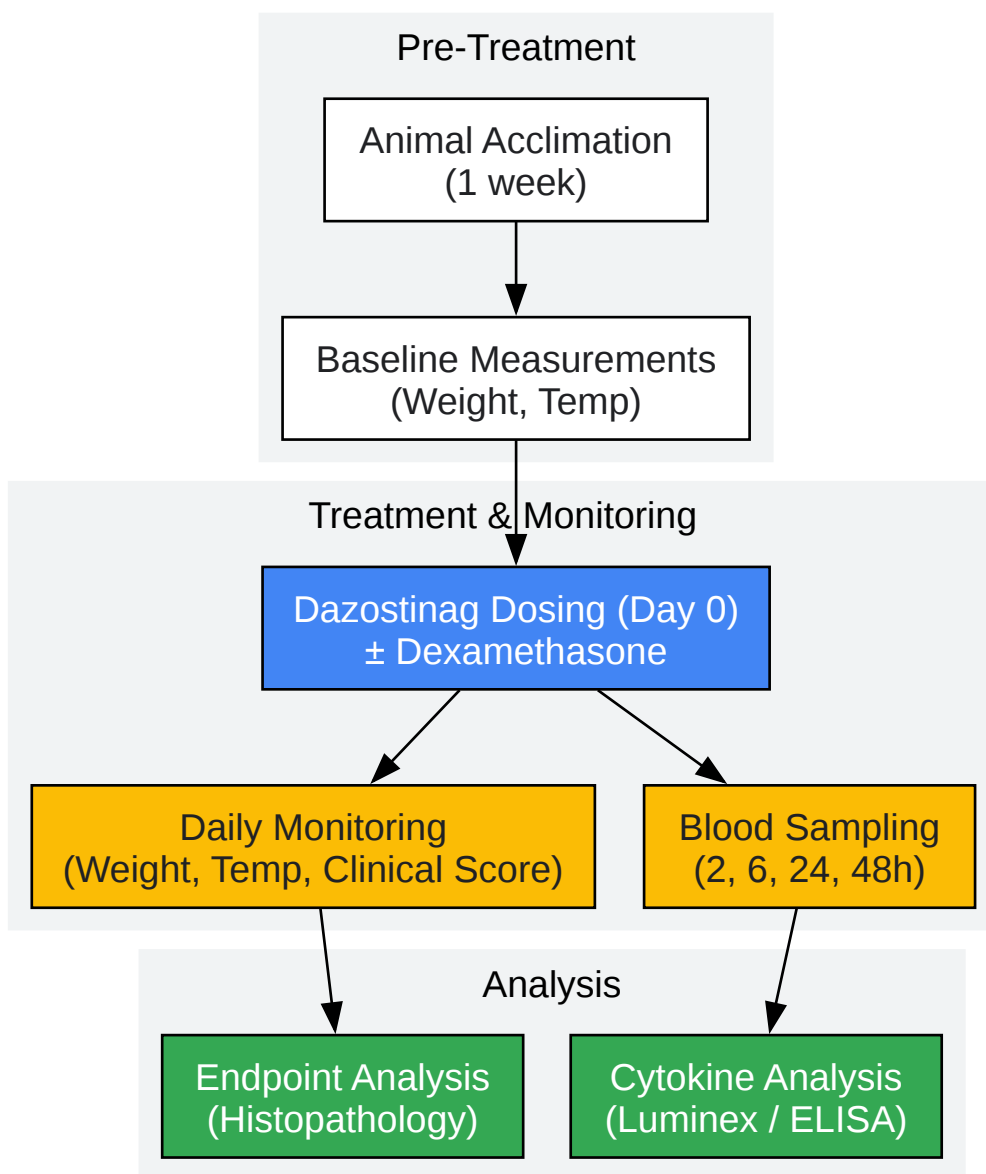 Pre-Treatment
Animal Acclimation
(1 week)
Baseline Measurements
(Weight, Temp)
Treatment & Monitoring
Dazostinag Dosing (Day 0)
± Dexamethasone
Daily Monitoring
(Weight, Temp, Clinical Score)
Blood Sampling
(2, 6, 24, 48h)
Analysis
Endpoint Analysis
(Histopathology)
Cytokine Analysis
(Luminex / ELISA)